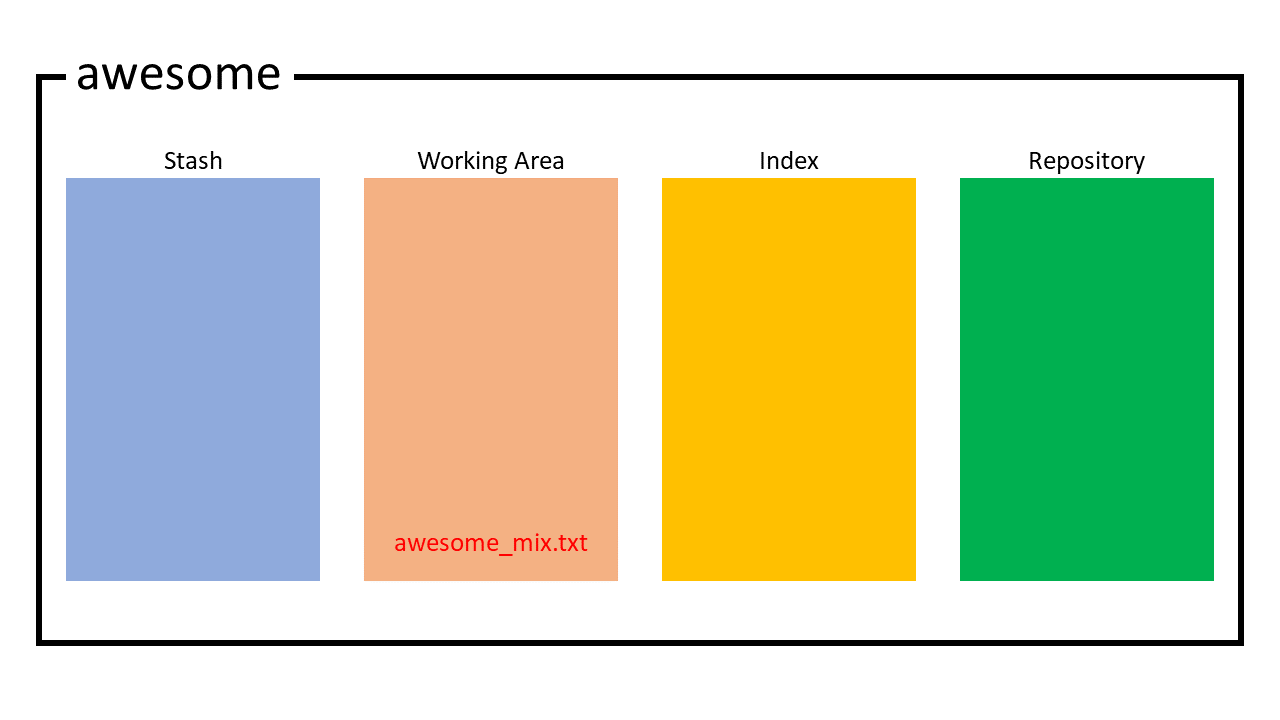 awesome
Stash
Working Area
Index
Repository
awesome_mix.txt